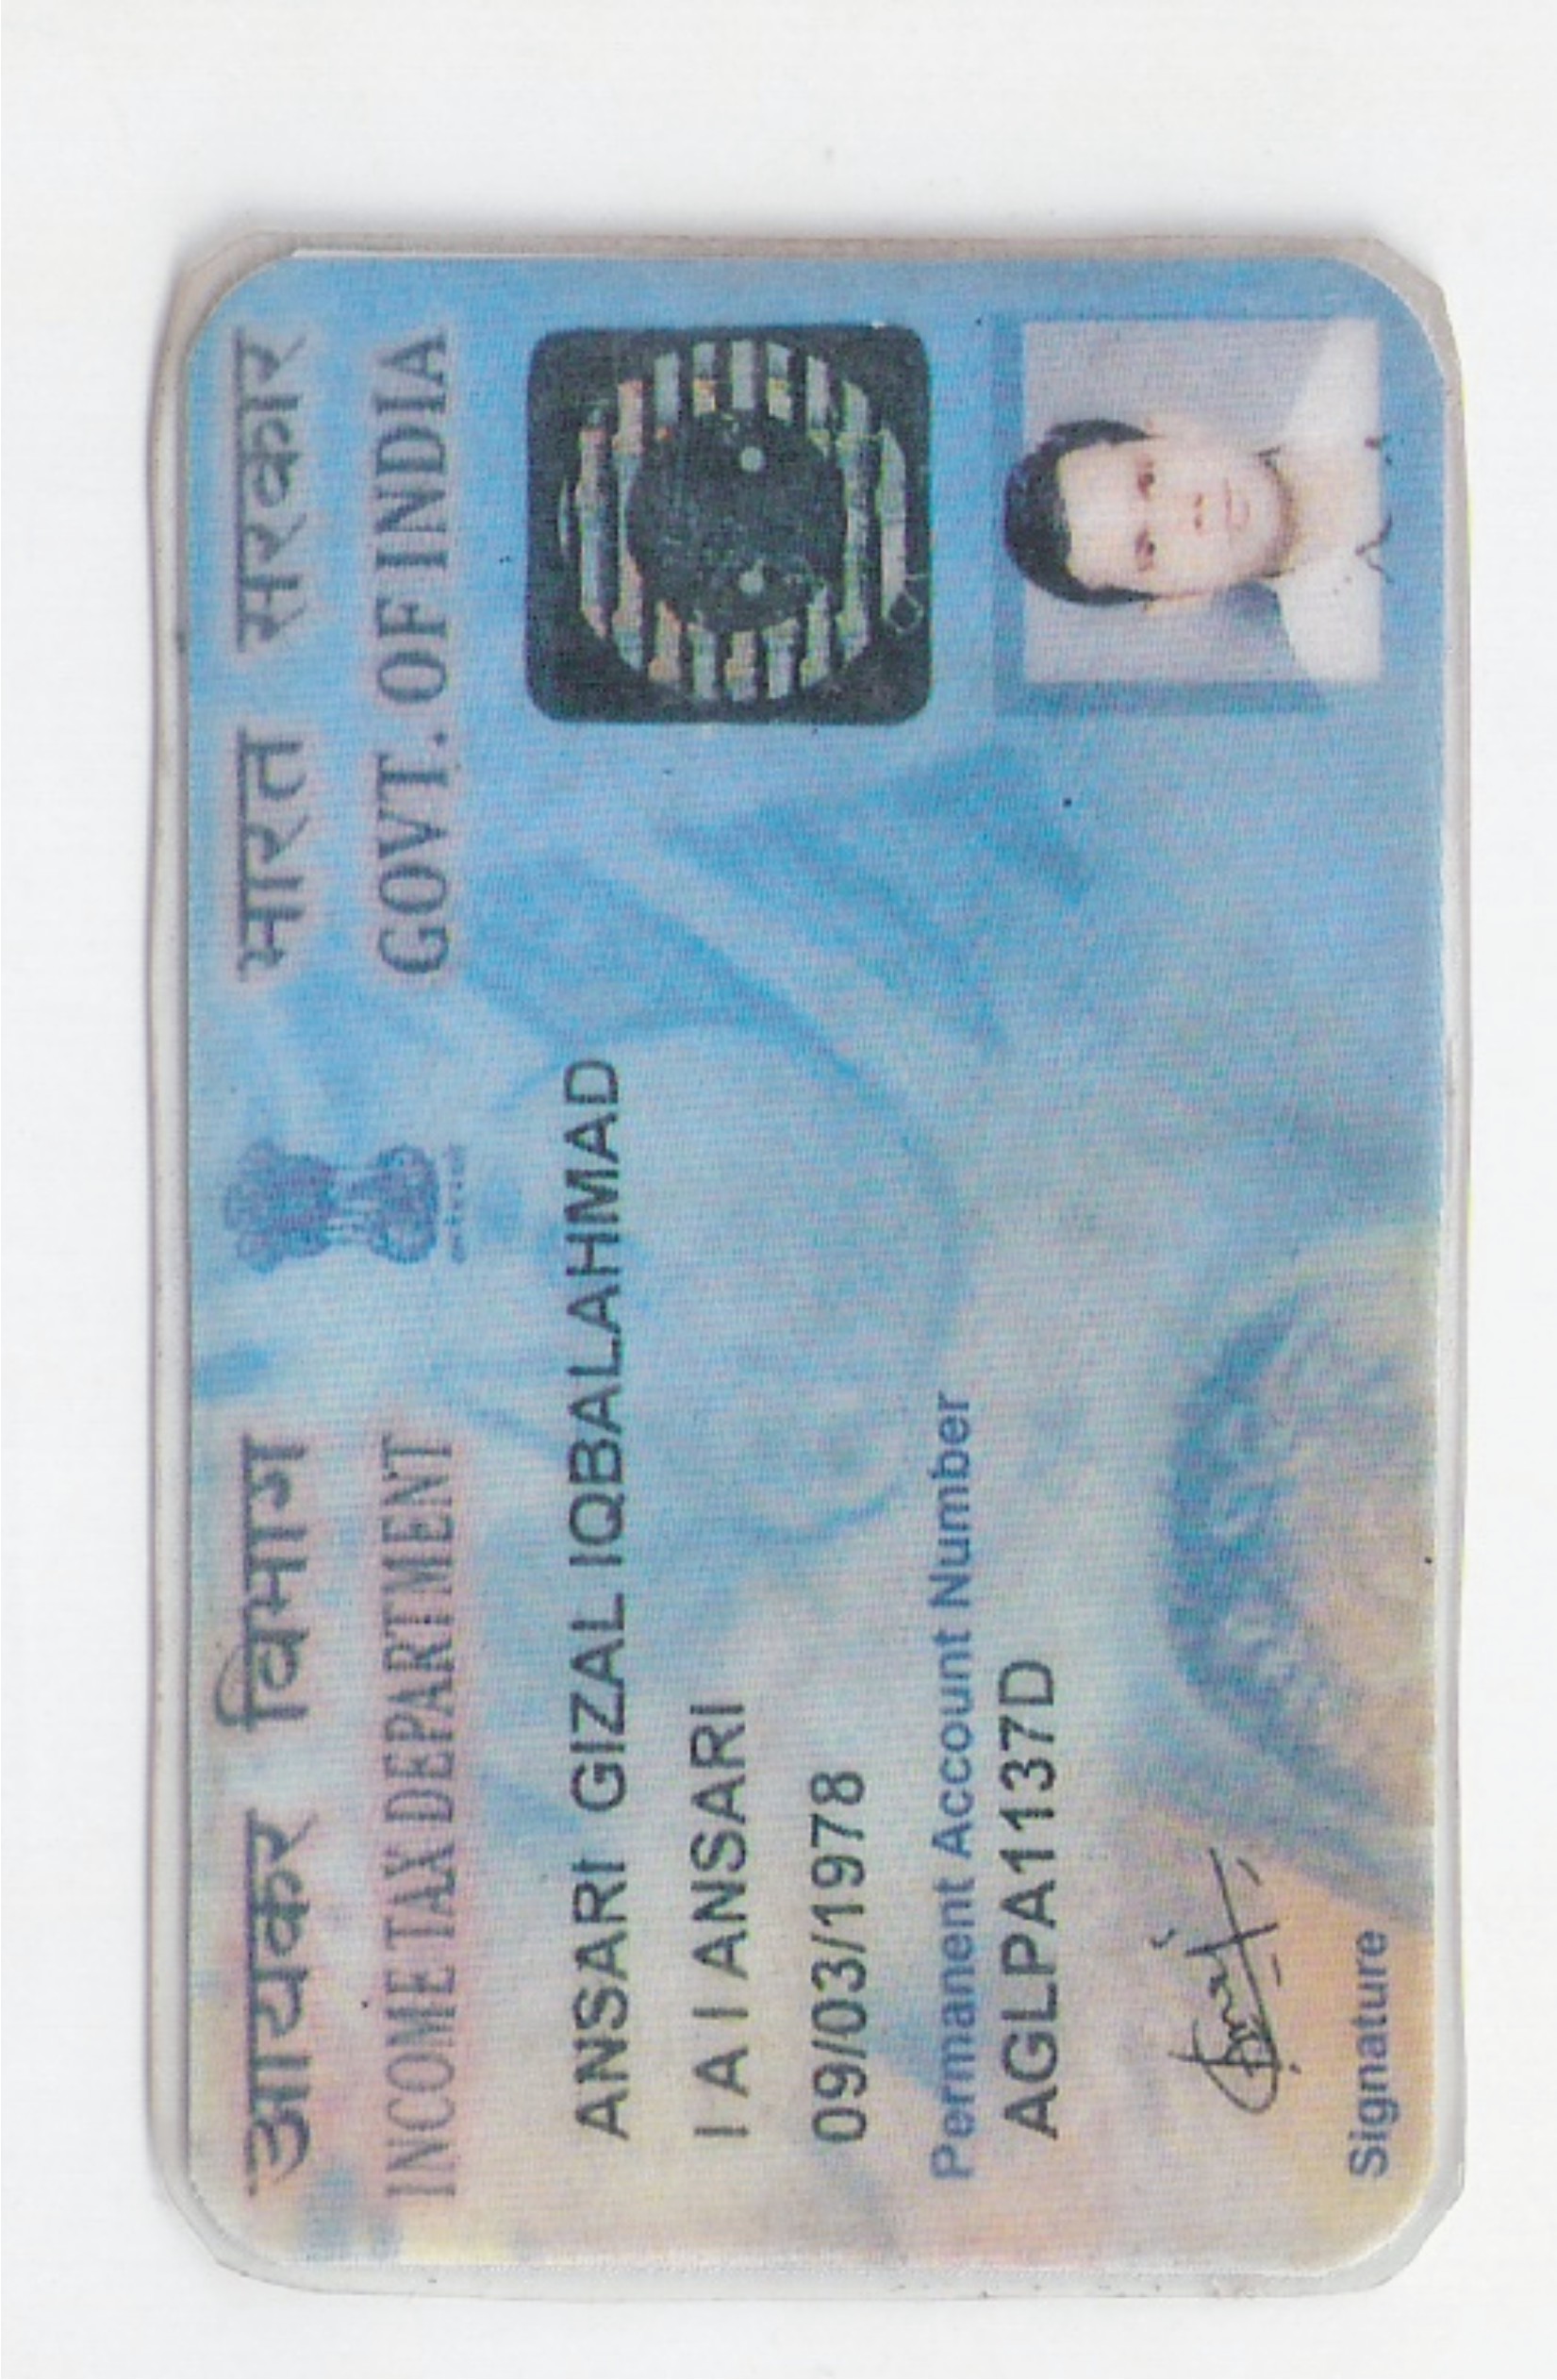 आयकर विभाग
INCOME TAX DEPARTMENT
भारत सरकार
GOVT. OF INDIA
ANSARI GIZAL IQBALAHMAD
I A I ANSARI
09/03/1978
Permanent Account Number
AGLPA1137D
Signature